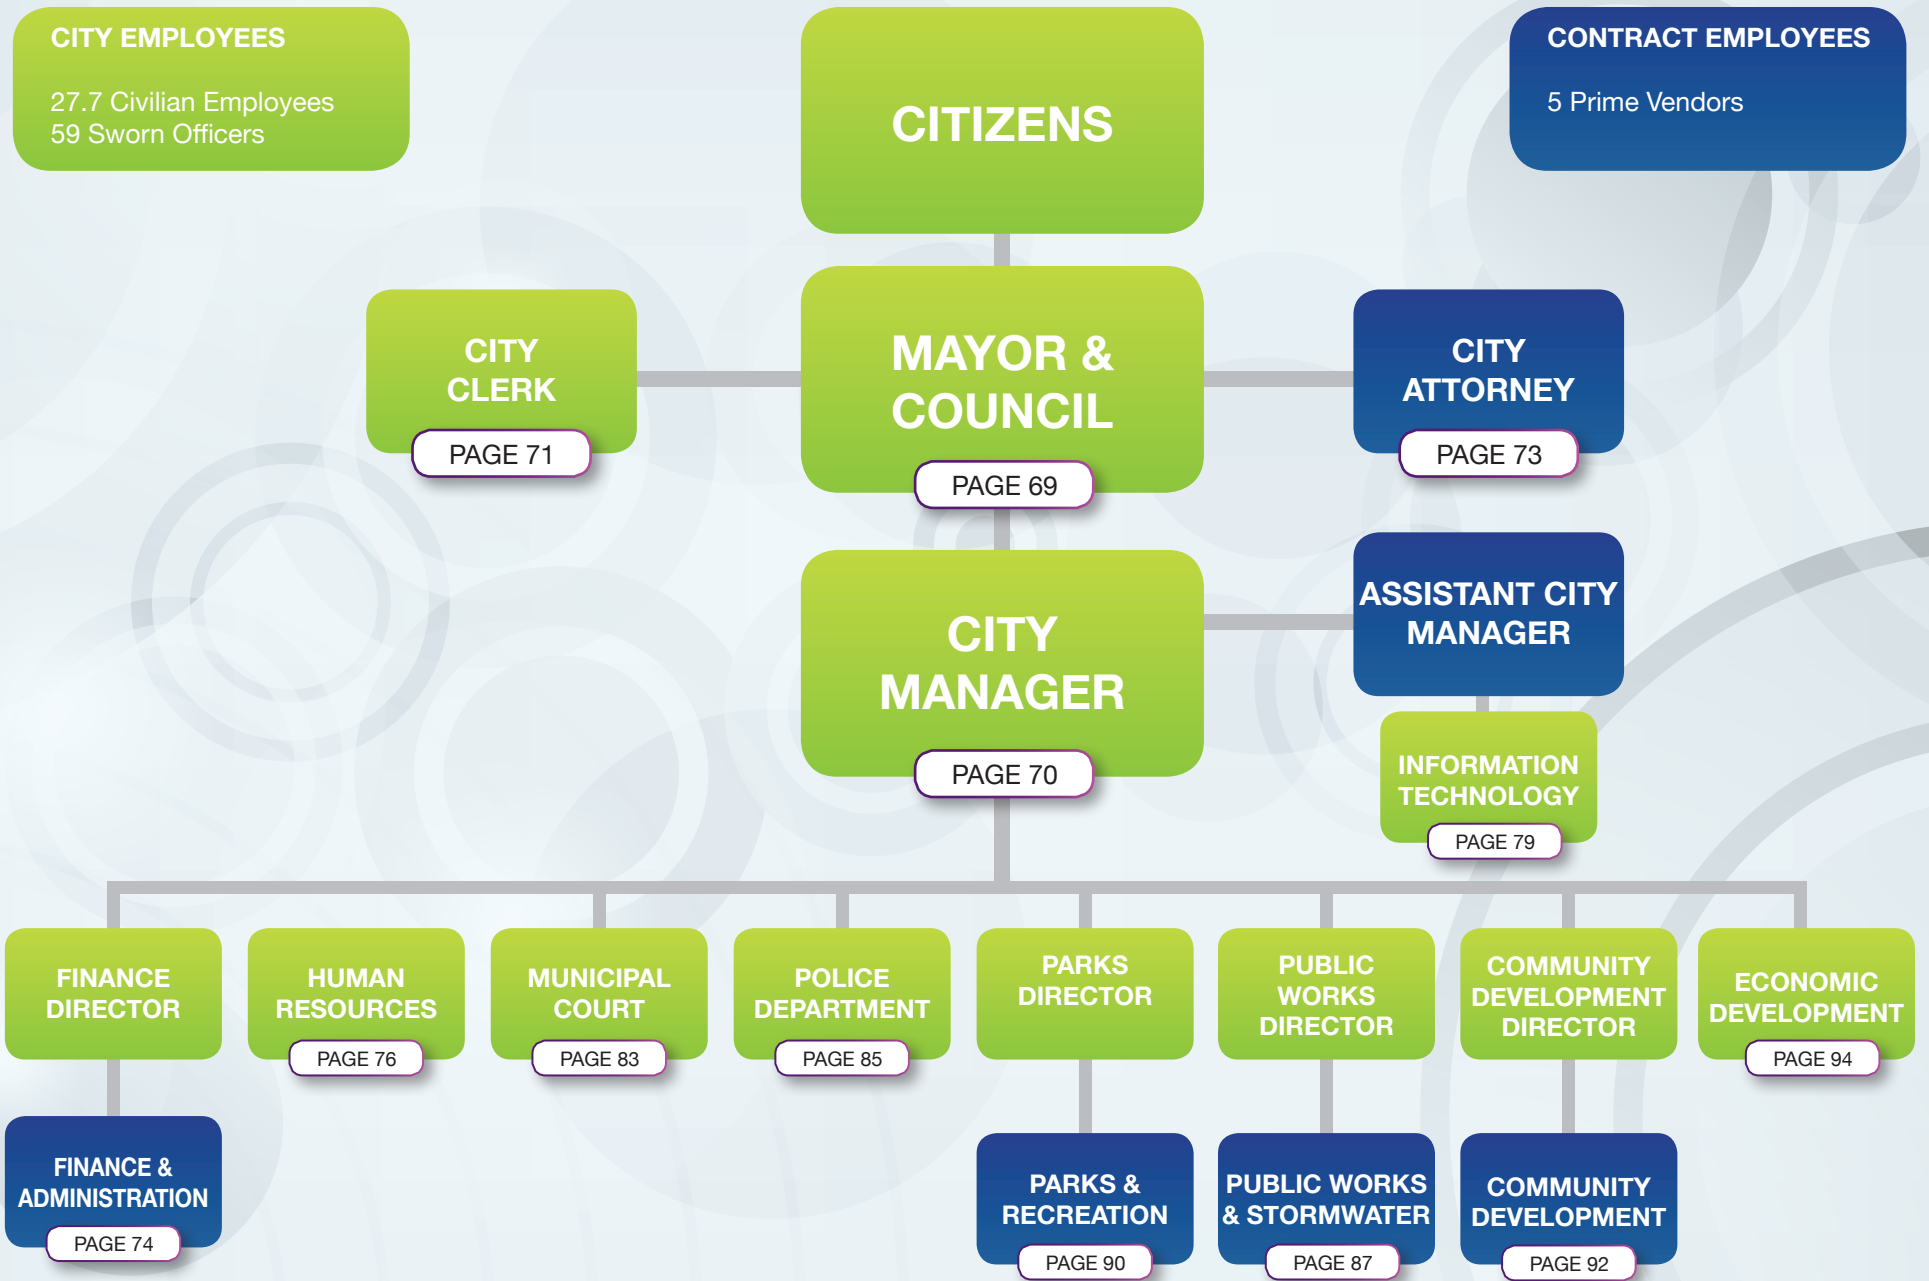 CITY EMPLOYEES
27.7 Civilian Employees
59 Sworn Officers
CITIZENS
CONTRACT EMPLOYEES
5 Prime Vendors
CITY
CLERK
PAGE 71
MAYOR &
COUNCIL
PAGE 69
CITY
ATTORNEY
PAGE 73
CITY
MANAGER
PAGE 70
ASSISTANT CITY
MANAGER
INFORMATION
TECHNOLOGY
PAGE 79
FINANCE
DIRECTOR
HUMAN
RESOURCES
PAGE 76
MUNICIPAL
COURT
PAGE 83
POLICE
DEPARTMENT
PAGE 85
PARKS
DIRECTOR
PUBLIC
WORKS
DIRECTOR
COMMUNITY
DEVELOPMENT
DIRECTOR
ECONOMIC
DEVELOPMENT
PAGE 94
FINANCE &
ADMINISTRATION
PAGE 74
PARKS &
RECREATION
PAGE 90
PUBLIC WORKS
& STORMWATER
PAGE 87
COMMUNITY
DEVELOPMENT
PAGE 92